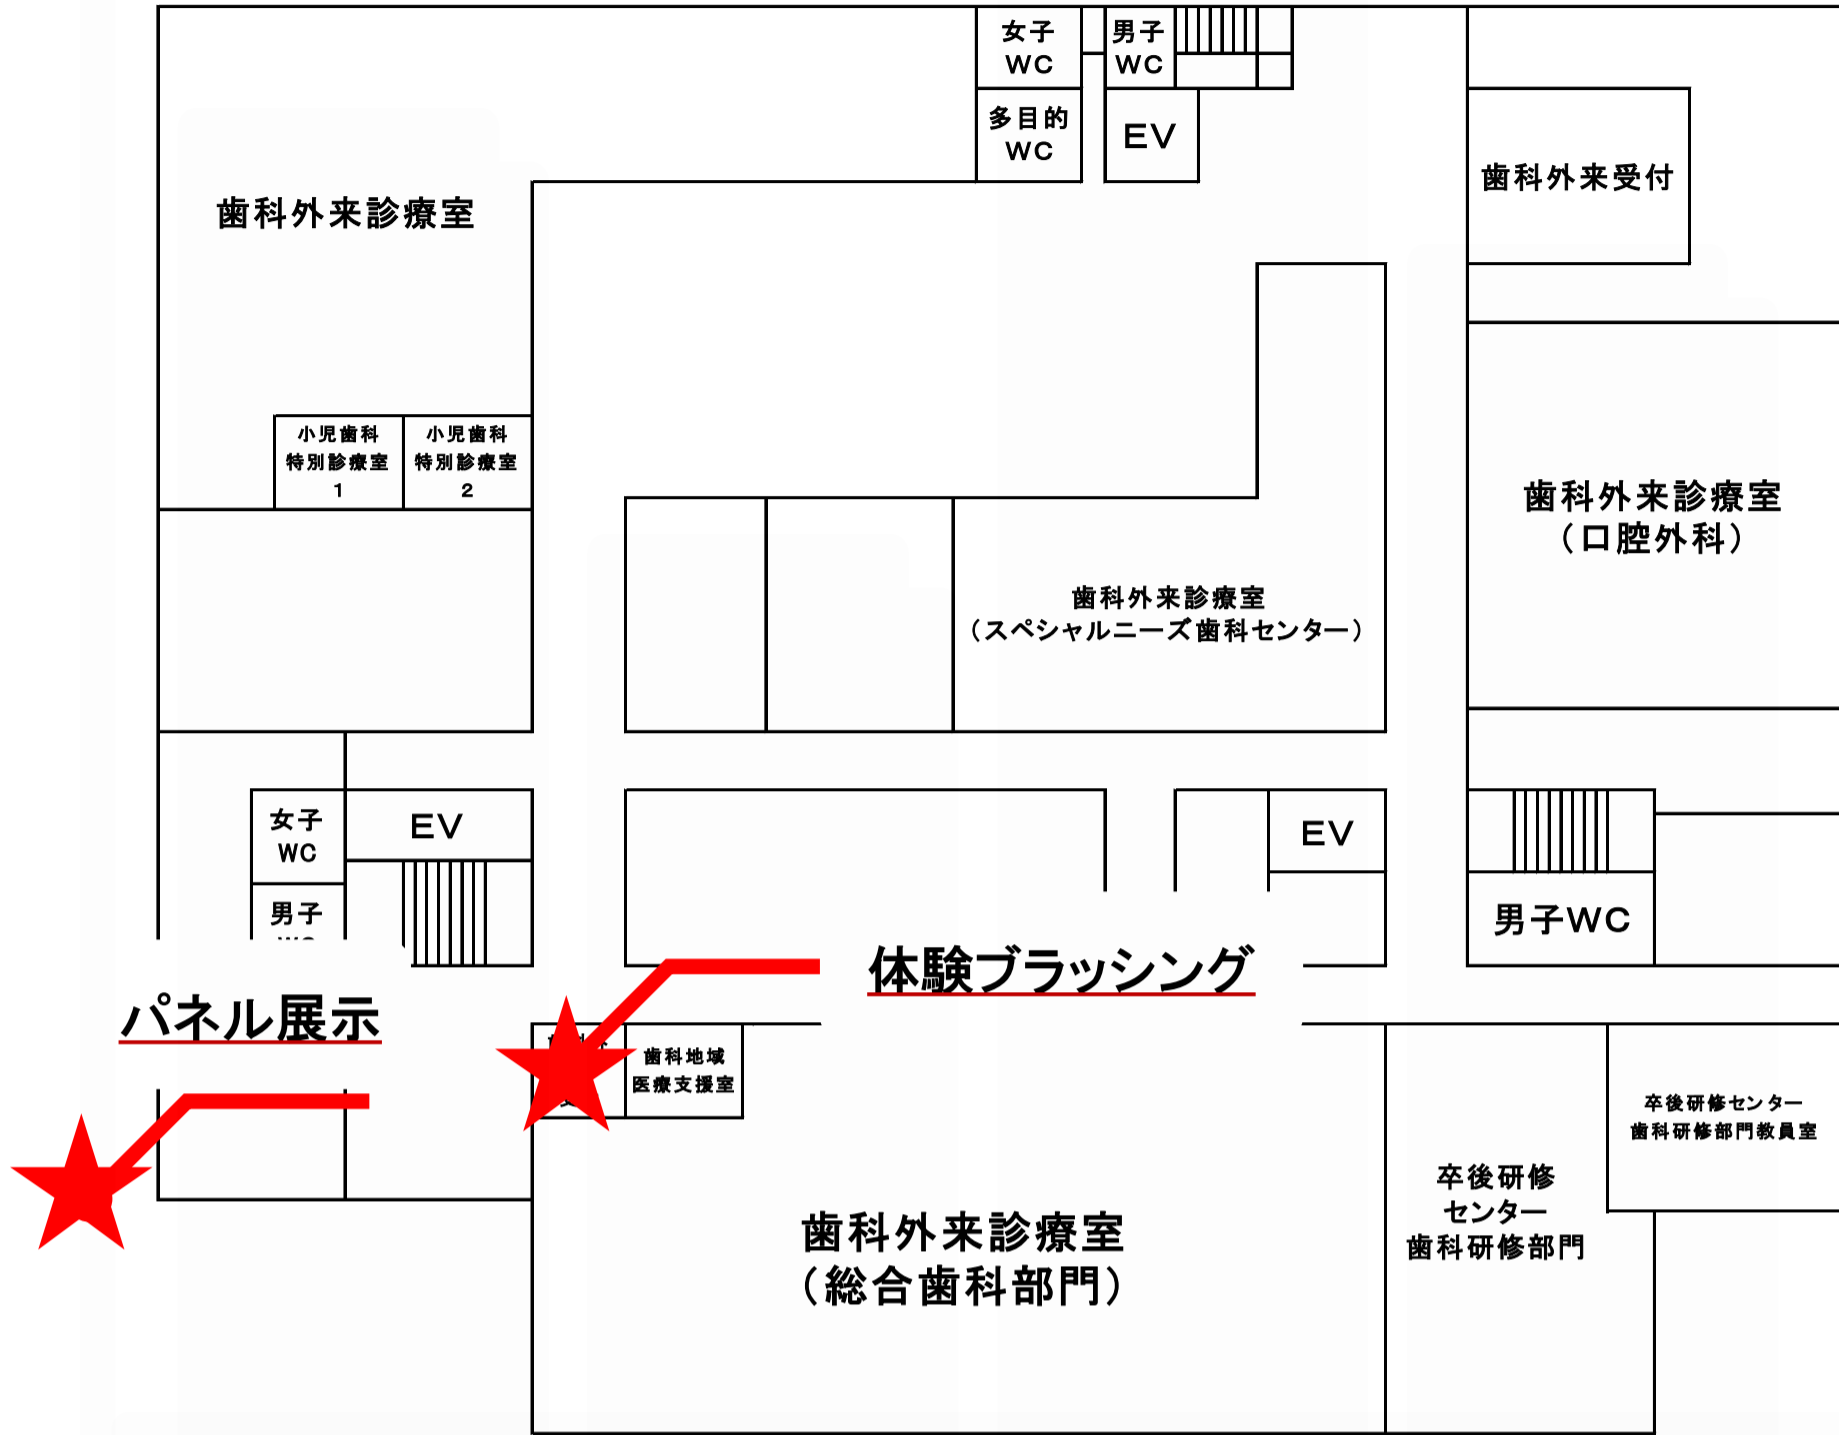 女子
WC
男子
WC
多目的
WC
EV
歯科外来受付
歯科外来診療室
小児歯科
特別診療室
1
小児歯科
特別診療室
2
歯科外来診療室
（口腔外科）
歯科外来診療室
（スペシャルニーズ歯科センター）
女子
WC
EV
EV
男子
男子WC
体験ブラッシング
パネル展示
歯科地域
医療支援室
卒後研修センター
歯科研修部門教員室
卒後研修
センター
歯科研修部門
歯科外来診療室
（総合歯科部門）